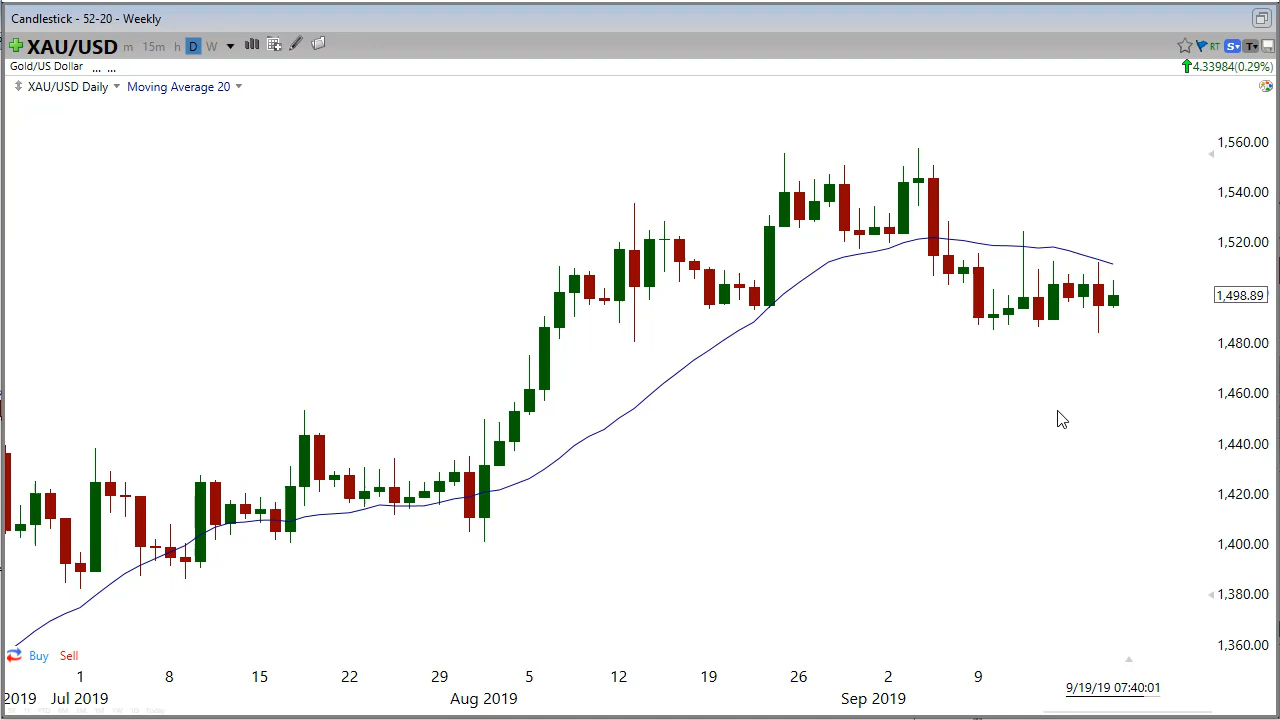 Candlestick - 52-20 - Weekly
XAU/USD m 15m h D W
RT S T
Gold/US Dollar ... ...
4.33984(0.29%)
XAU/USD Daily Moving Average 20
1,560.00
1,540.00
1,520.00
1,498.89
1,480.00
1,460.00
1,440.00
1,420.00
1,400.00
1,380.00
1,360.00
Buy Sell
1 8 15 22 29 5 12 19 26 2 9
2019 Jul 2019 Aug 2019 Sep 2019
9/19/19 07:40:01